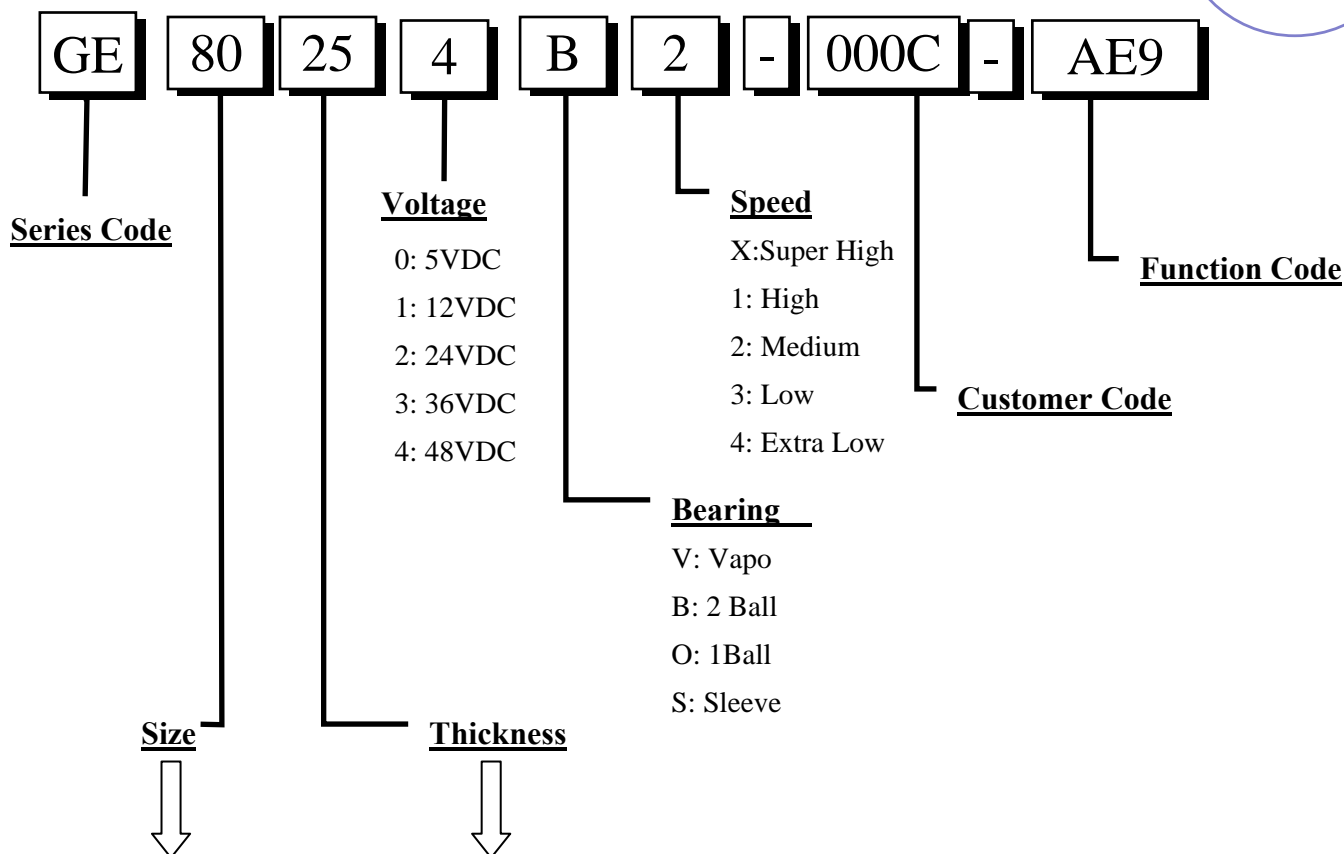 GE 80 25 4 B 2 - 000C - AE9
Series Code
Voltage
0: 5VDC
1: 12VDC
2: 24VDC
3: 36VDC
4: 48VDC
Speed
X:Super High
1: High
2: Medium
3: Low
4: Extra Low
Function Code
Customer Code
Bearing
V: Vapo
B: 2 Ball
O: 1Ball
S: Sleeve
Size
Thickness